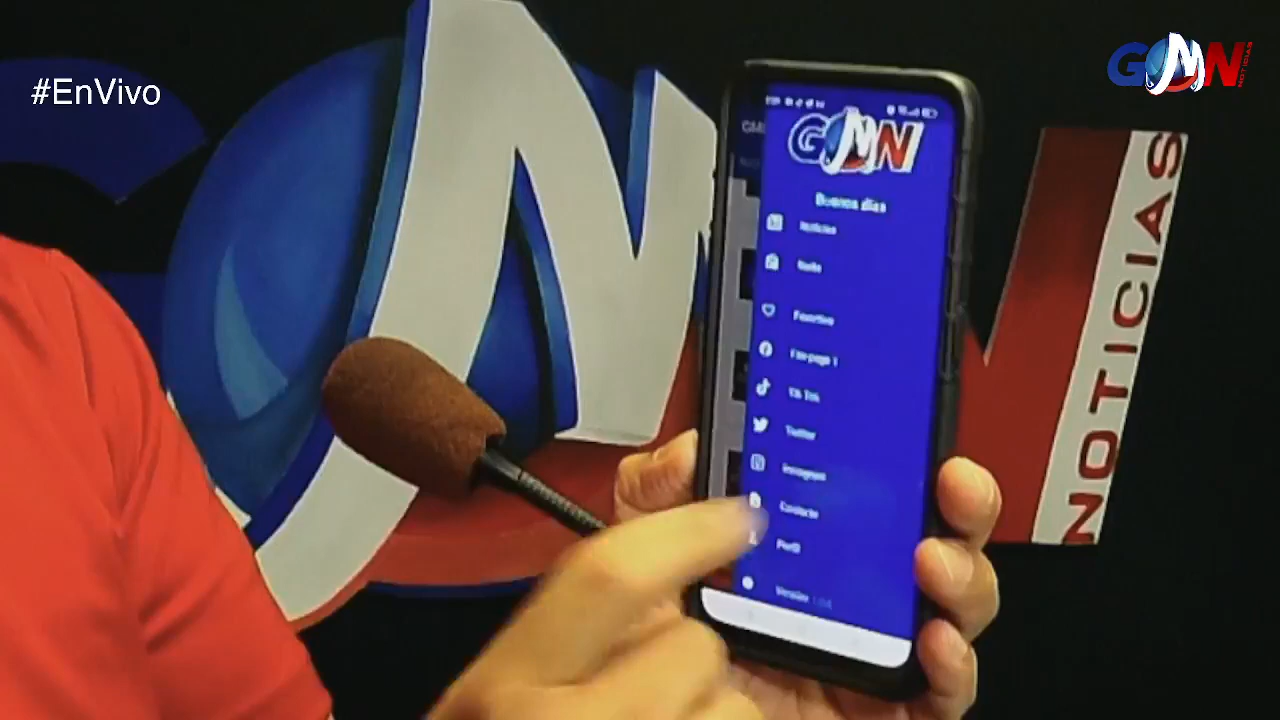 #EnVivo
GMN
NOTICIAS
NOTICIAS
GMN
Buenos días
Noticias
Radio
Favoritos
Fan-page 1
Tik Tok
Twitter
Instagram
Contacto
Perfil
Versión